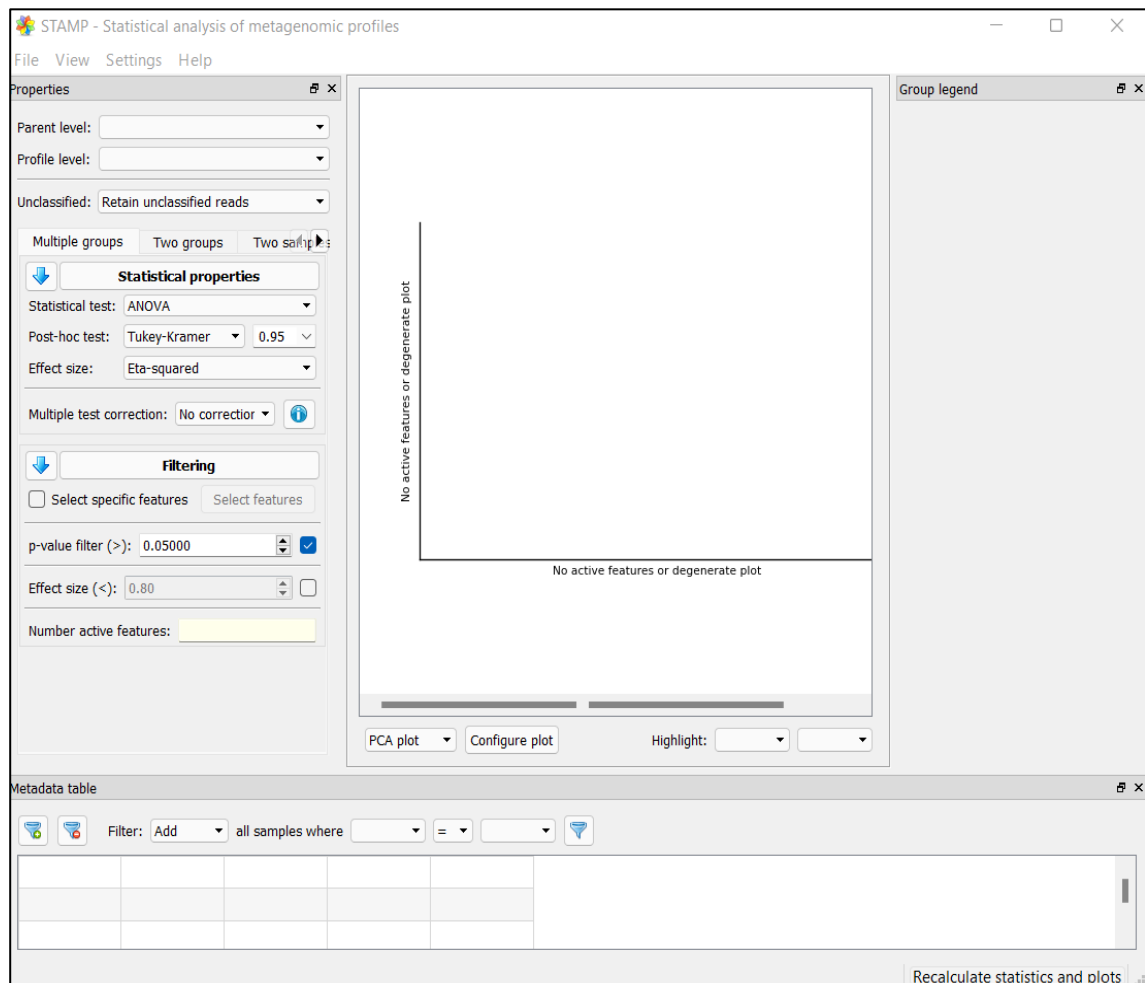 STAMP - Statistical analysis of metagenomic profiles
File View Settings Help
Properties
Parent level:
Profile level:
Unclassified: Retain unclassified reads
Multiple groups Two groups Two samples
Statistical properties
Statistical test: ANOVA
Post-hoc test: Tukey-Kramer 0.95
Effect size: Eta-squared
Multiple test correction: No correction
Filtering
Select specific features Select features
p-value filter (>): 0.05000
Effect size (<): 0.80
Number active features:
No active features or degenerate plot
No active features or degenerate plot
PCA plot Configure plot Highlight:
Group legend
Metadata table
Filter: Add all samples where =
Recalculate statistics and plots